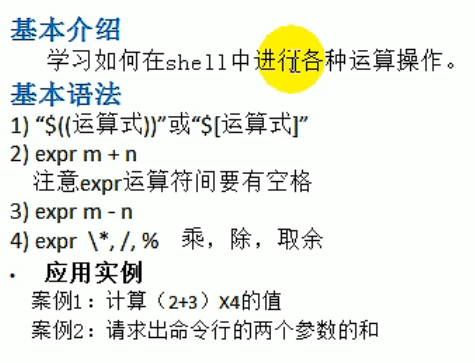 基本介绍
学习如何在shell中进行各种运算操作。
基本语法
1) “$((运算式))”或“$[运算式]”
2) expr m + n
注意expr运算符间要有空格
3) expr m - n
4) expr \*, /, % 乘，除，取余
• 应用实例
案例1：计算（2+3）X4的值
案例2：请求出命令行的两个参数的和